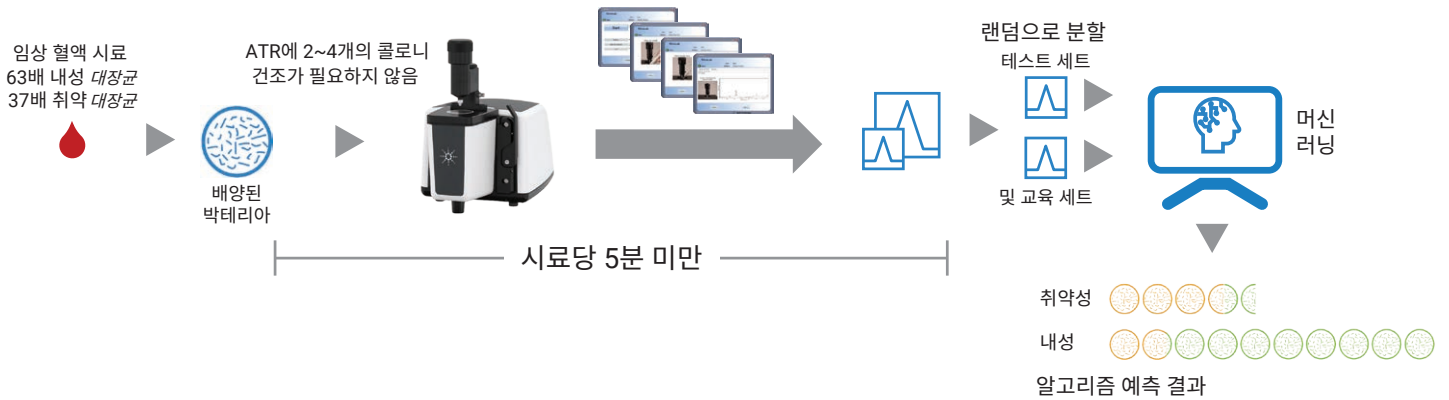 임상 혈액 시료
63배 내성 대장균
37배 취약 대장균
배양된
박테리아
ATR에 2~4개의 콜로니
건조가 필요하지 않음
시료당 5분 미만
랜덤으로 분할
테스트 세트
및 교육 세트
머신
러닝
취약성
내성
알고리즘 예측 결과